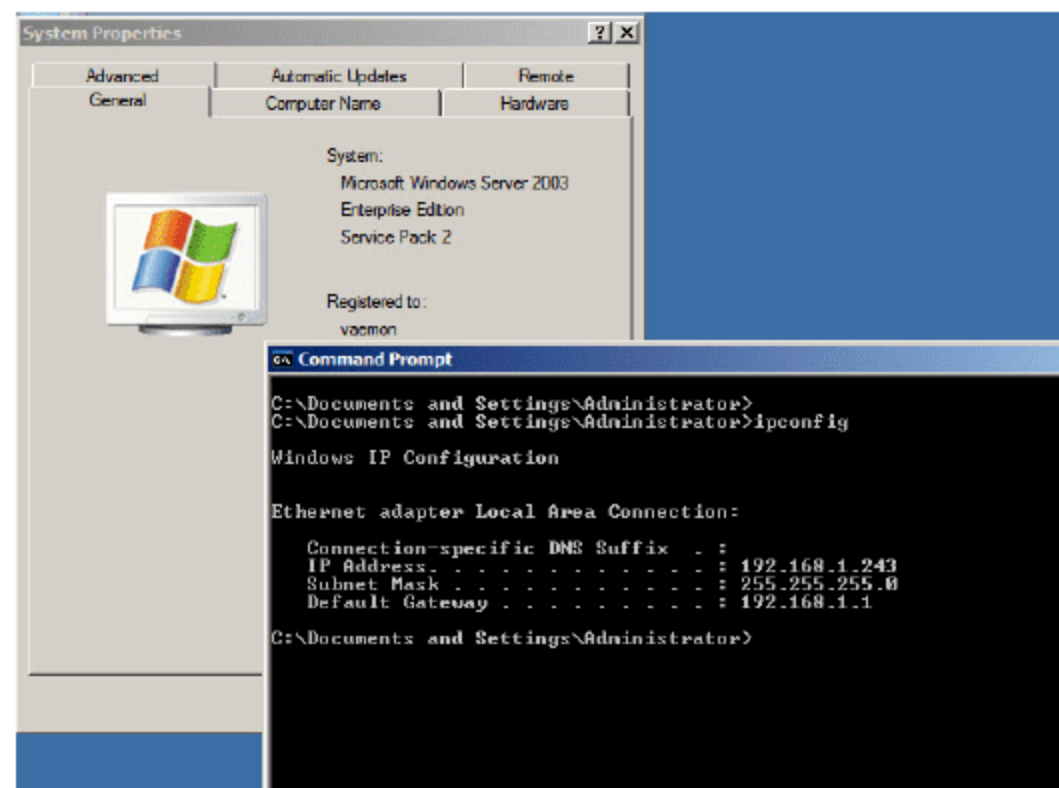 System Properties
Advanced Automatic Updates Remote
General Computer Name Hardware
System:
Microsoft Windows Server 2003
Enterprise Edition
Service Pack 2
Registered to:
vaemon
Command Prompt
C:\Documents and Settings\Administrator>
C:\Documents and Settings\Administrator>ipconfig
Windows IP Configuration
Ethernet adapter Local Area Connection:
Connection-specific DNS Suffix . :
IP Address. . . . . . . . . . . . : 192.168.1.243
Subnet Mask . . . . . . . . . . . : 255.255.255.0
Default Gateway . . . . . . . . . : 192.168.1.1
C:\Documents and Settings\Administrator>